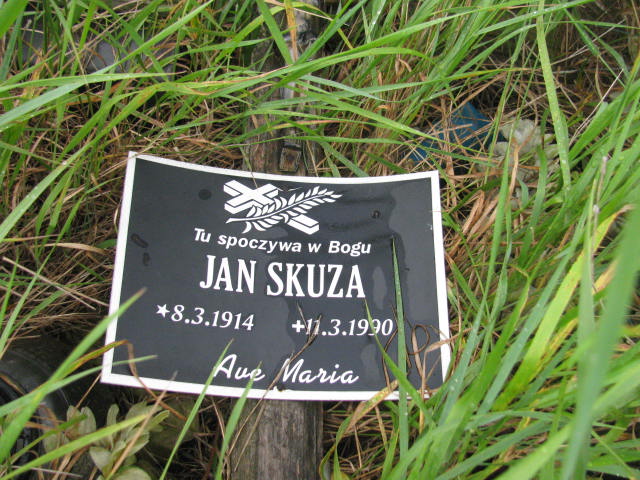 Tu spoczywa w Bogu
JAN SKUZA
★8.3.1914 +11.3.1990
Ave Maria